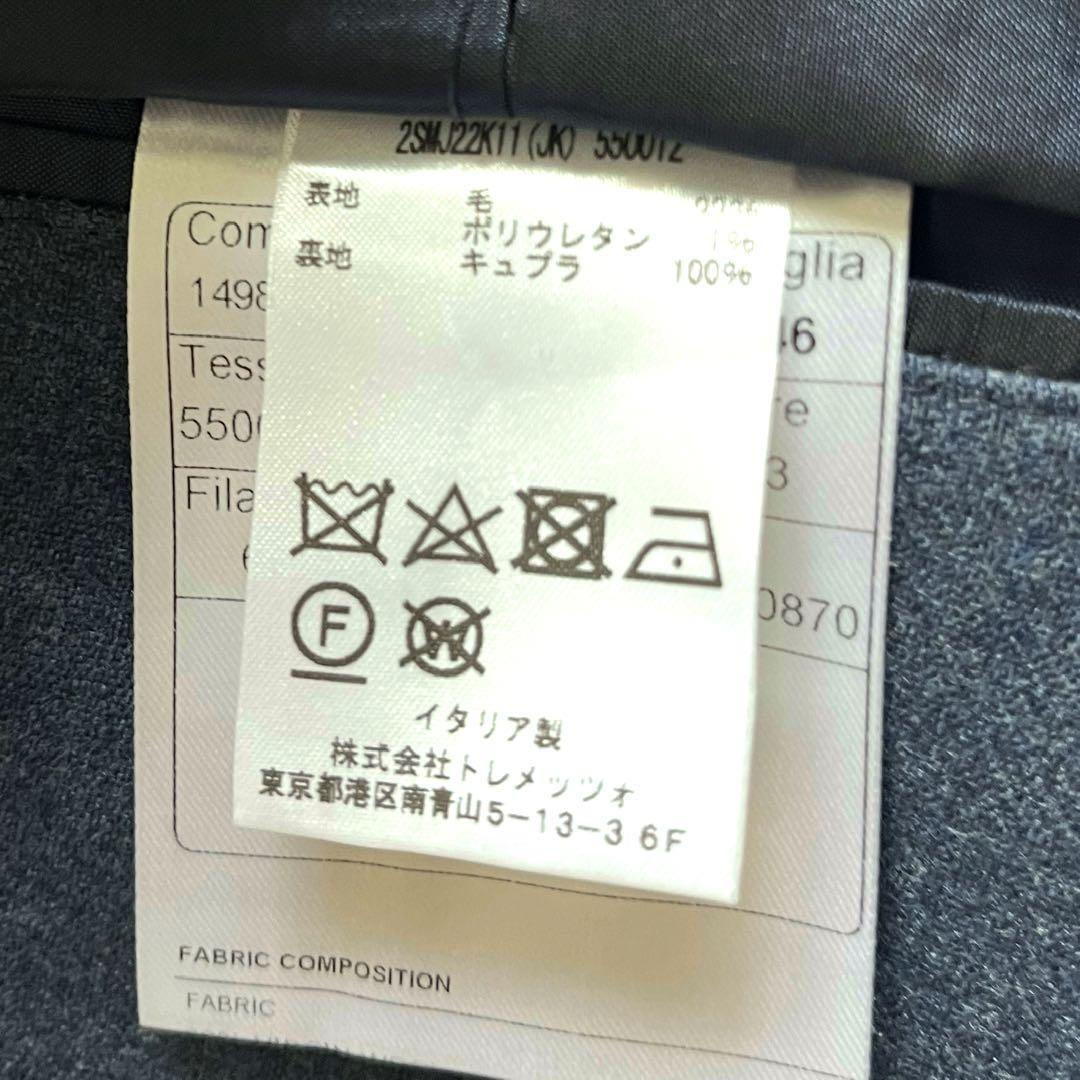 2SMJ22K11(JK) 550012
表地 毛 99%
ポリウレタン 1%
裏地 キュプラ 100%
glia
46
Tess
re
3
Fila
0870
F
W
イタリア製
株式会社トレメッツォ
東京都港区南青山5-13-3 6F
FABRIC COMPOSITION
FABRIC